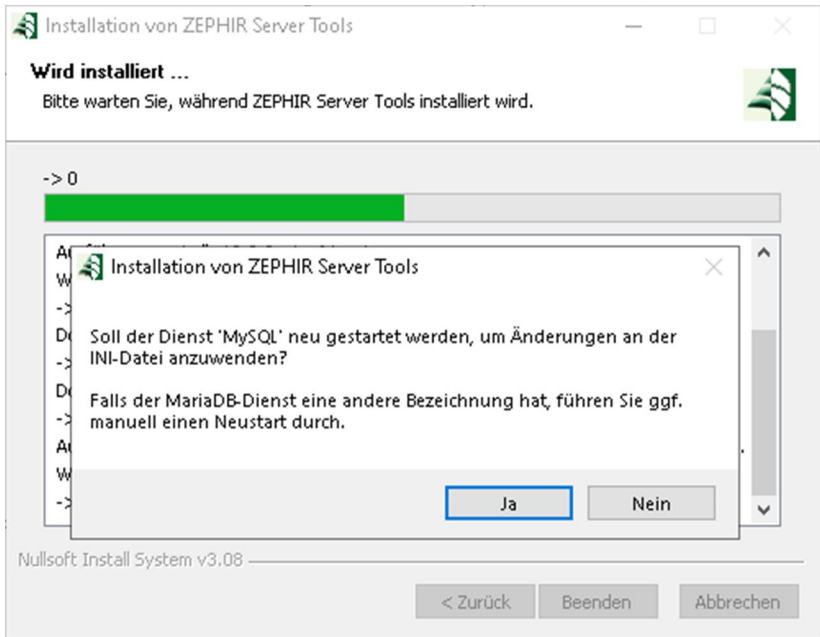 Installation von ZEPHIR Server Tools
Wird installiert ...
Bitte warten Sie, während ZEPHIR Server Tools installiert wird.
-> 0
Installation von ZEPHIR Server Tools
Soll der Dienst 'MySQL' neu gestartet werden, um Änderungen an der
INI-Datei anzuwenden?
Falls der MariaDB-Dienst eine andere Bezeichnung hat, führen Sie ggf.
manuell einen Neustart durch.
Ja
Nein
Nullsoft Install System v3.08
< Zurück
Beenden
Abbrechen